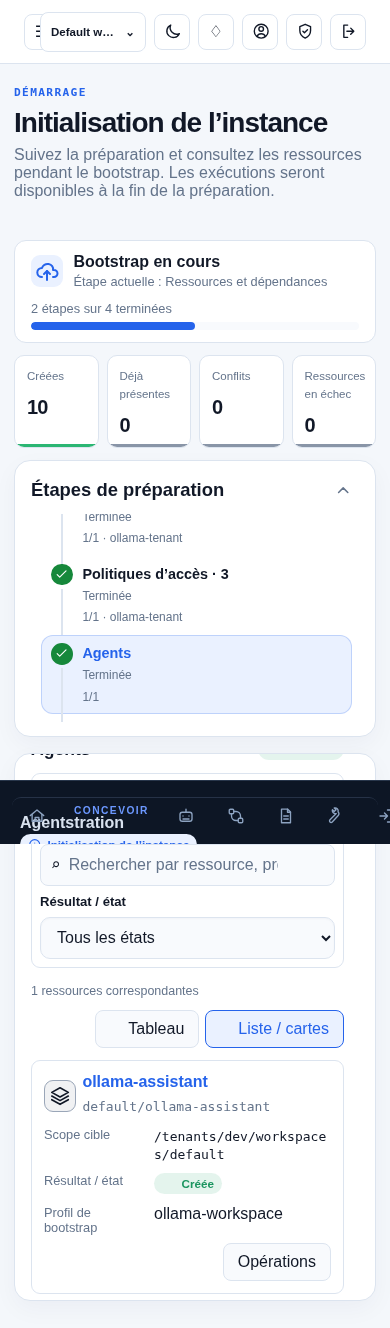 Default w… ⌄
DÉMARRAGE
Initialisation de l’instance
Suivez la préparation et consultez les ressources
pendant le bootstrap. Les exécutions seront
disponibles à la fin de la préparation.
Bootstrap en cours
Étape actuelle : Ressources et dépendances
2 étapes sur 4 terminées
Créées
10
Déjà
présentes
0
Conflits
0
Ressources
en échec
0
Étapes de préparation
Terminée
1/1 · ollama-tenant
Politiques d’accès · 3
Terminée
1/1 · ollama-tenant
Agents
Terminée
1/1
Agents
CONCEVOIR
Agentstration
Initialisation de l’instance
Rechercher par ressource, pr
Résultat / état
Tous les états
1 ressources correspondantes
Tableau
Liste / cartes
ollama-assistant
default/ollama-assistant
Scope cible
/tenants/dev/workspace
s/default
Résultat / état
Créée
Profil de
bootstrap
ollama-workspace
Opérations